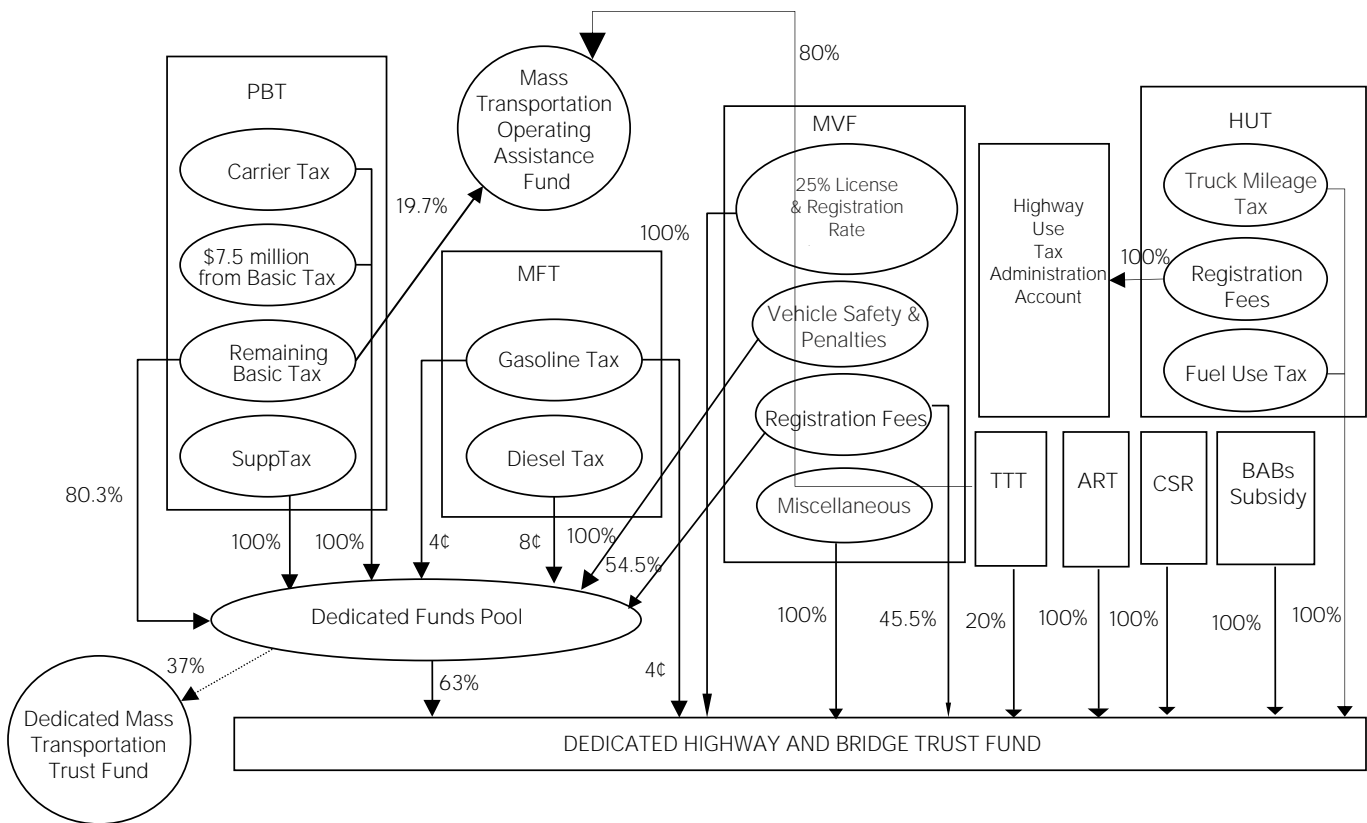 80%
PBT
Carrier Tax
$7.5 million
from Basic Tax
Remaining
Basic Tax
SuppTax
19.7%
80.3%
100%
100%
Mass
Transportation
Operating
Assistance
Fund
MFT
Gasoline Tax
Diesel Tax
4¢
8¢
100%
54.5%
100%
MVF
25% License
& Registration
Rate
Vehicle Safety &
Penalties
Registration Fees
Miscellaneous
Highway
Use
Tax
Administration
Account
100%
HUT
Truck Mileage
Tax
Registration
Fees
Fuel Use Tax
TTT
ART
CSR
BABs
Subsidy
Dedicated Funds Pool
37%
63%
4¢
100%
45.5%
20%
100%
100%
100%
100%
Dedicated Mass
Transportation
Trust Fund
DEDICATED HIGHWAY AND BRIDGE TRUST FUND